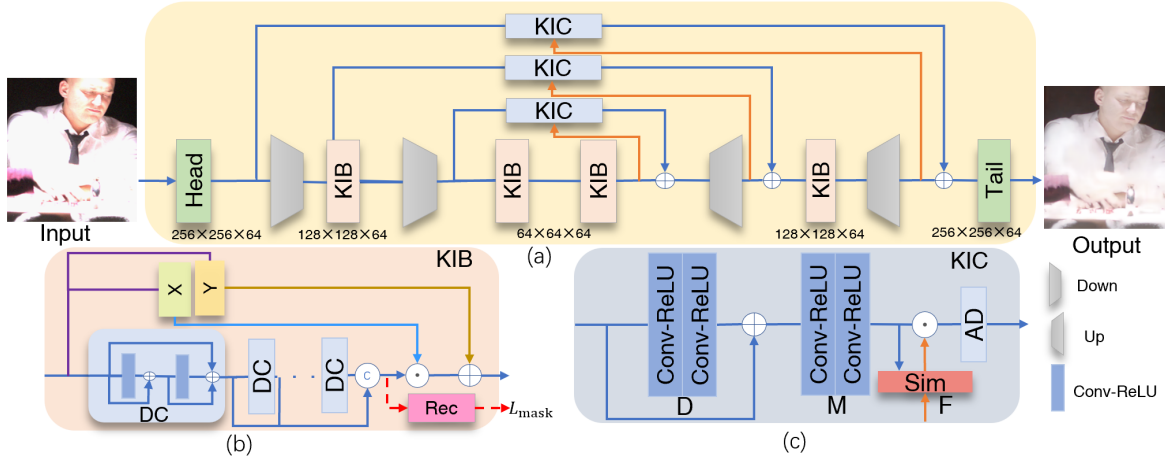 KIC
KIC
KIC
Head
KIB
KIB
KIB
KIB
Tail
Input
256×256×64
128×128×64
64×64×64
128×128×64
256×256×64
Output
(a)
KIB
X
Y
DC
DC
. . .
DC
C
Rec
Lmask
(b)
KIC
Conv-ReLU
Conv-ReLU
D
Conv-ReLU
Conv-ReLU
M
Sim
F
AD
(c)
Down
Up
Conv-ReLU